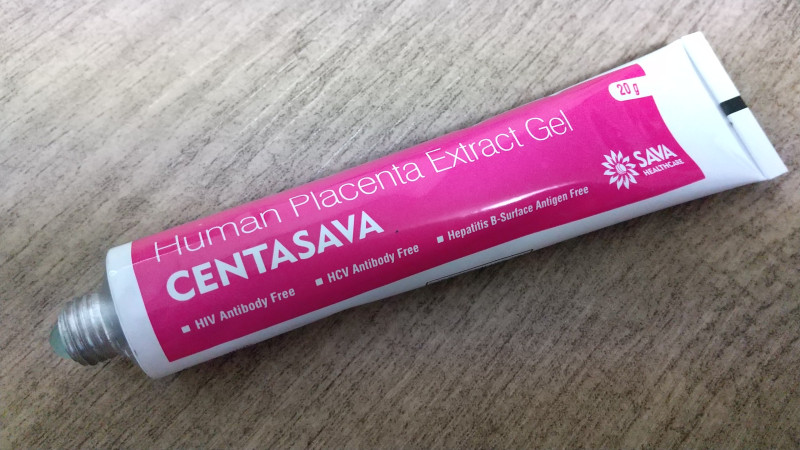 20 g
Human Placenta Extract Gel
CENTASAVA
SAVA
HEALTHCARE
■ HIV Antibody Free ■ HCV Antibody Free ■ Hepatitis B-Surface Antigen Free